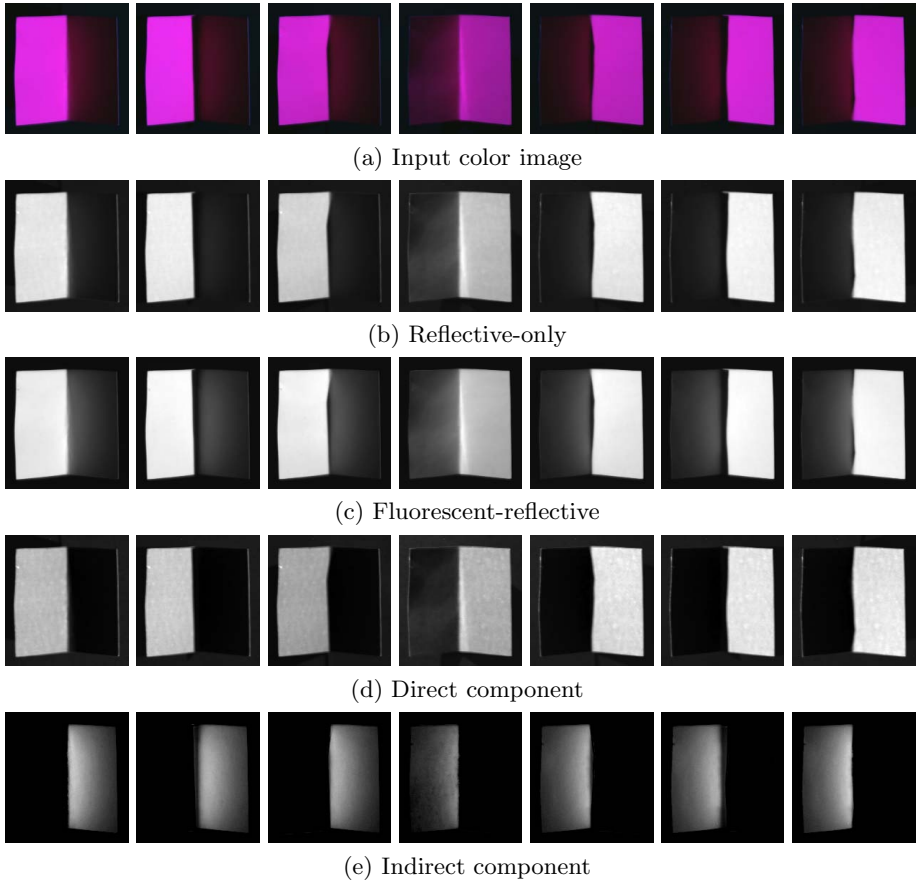 (a) Input color image
(b) Reflective-only
(c) Fluorescent-reflective
(d) Direct component
(e) Indirect component